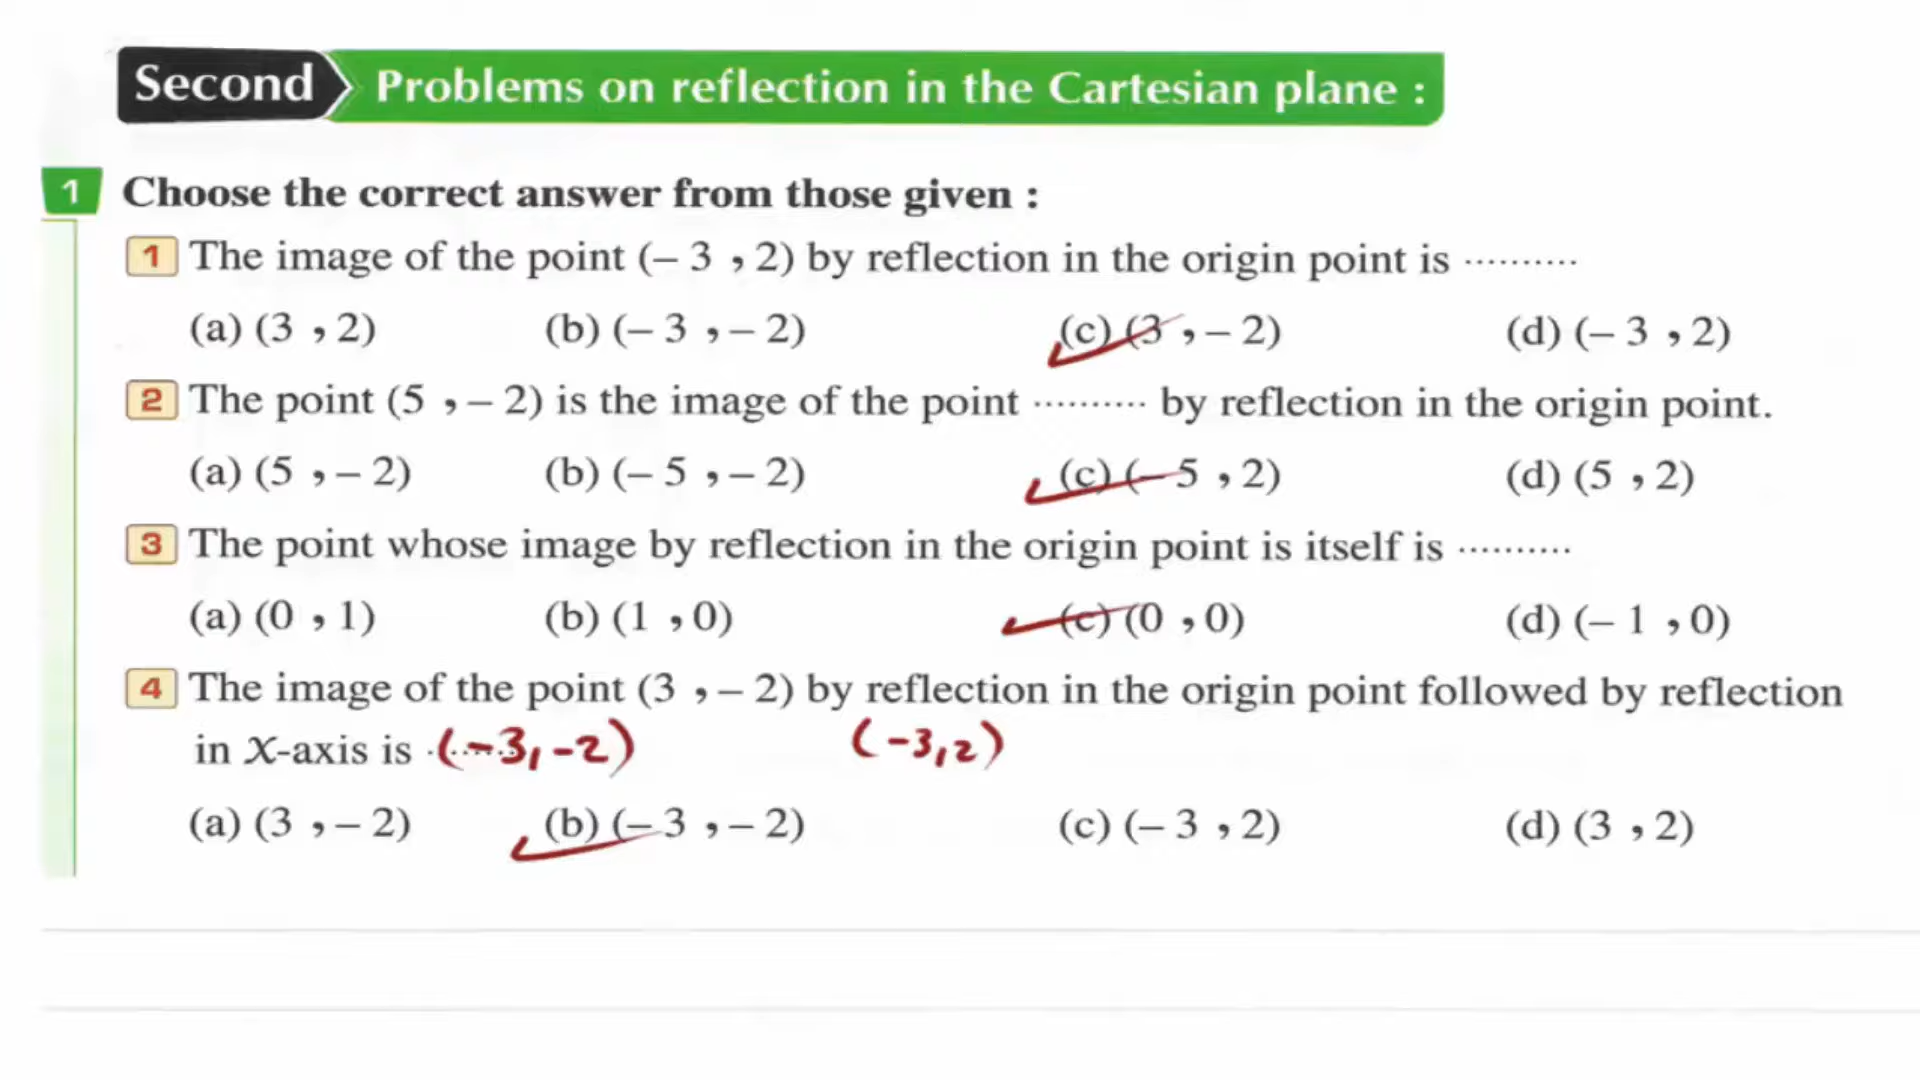 Second Problems on reflection in the Cartesian plane :
1 Choose the correct answer from those given :
1 The image of the point (– 3 , 2) by reflection in the origin point is ··········
(a) (3 , 2) (b) (– 3 , – 2) (c) (3 , – 2) (d) (– 3 , 2)
2 The point (5 , – 2) is the image of the point ·········· by reflection in the origin point.
(a) (5 , – 2) (b) (– 5 , – 2) (c) (– 5 , 2) (d) (5 , 2)
3 The point whose image by reflection in the origin point is itself is ··········
(a) (0 , 1) (b) (1 , 0) (c) (0 , 0) (d) (– 1 , 0)
4 The image of the point (3 , – 2) by reflection in the origin point followed by reflection
in X-axis is ·········· (-3, -2) (-3, 2)
(a) (3 , – 2) (b) (– 3 , – 2) (c) (– 3 , 2) (d) (3 , 2)